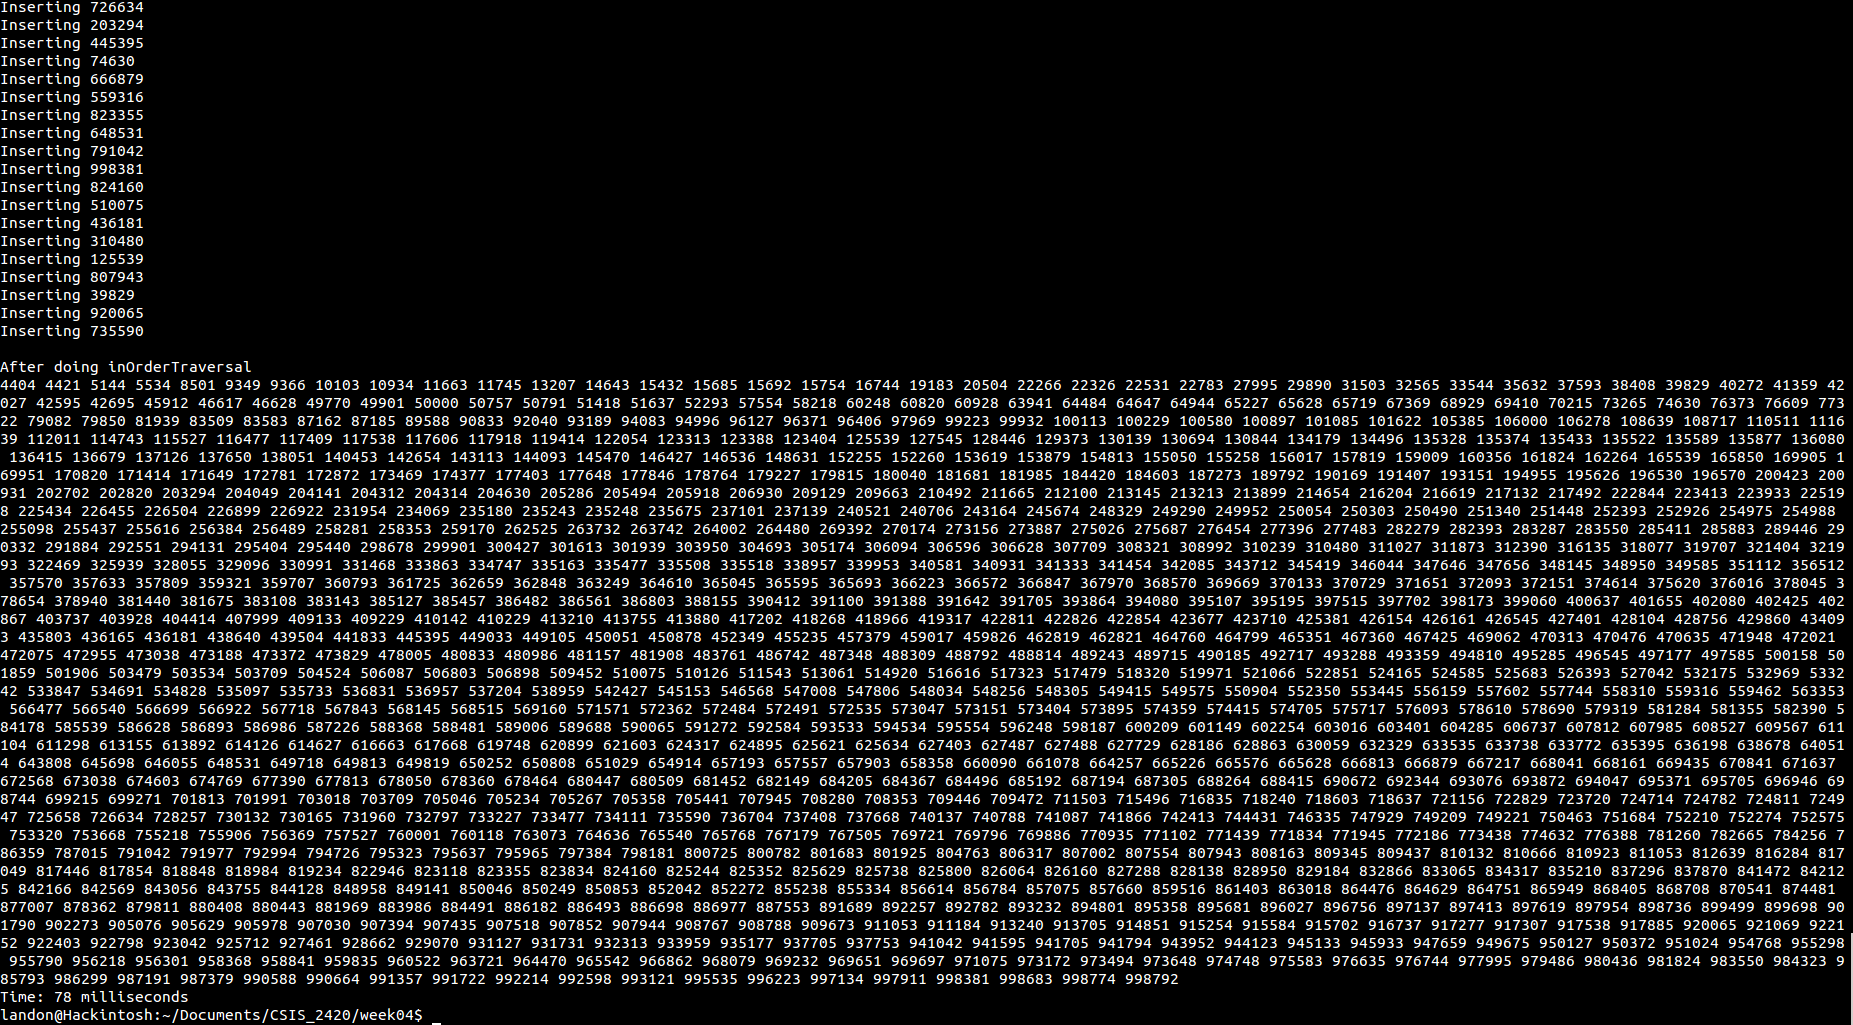 Inserting 726634
Inserting 203294
Inserting 445395
Inserting 74630
Inserting 666879
Inserting 559316
Inserting 823355
Inserting 648531
Inserting 791042
Inserting 998381
Inserting 824160
Inserting 510075
Inserting 436181
Inserting 310480
Inserting 125539
Inserting 807943
Inserting 39829
Inserting 920065
Inserting 735590
After doing inOrderTraversal
4404 4421 5144 5534 8501 9349 9366 10103 10934 11663 11745 13207 14643 15432 15685 15692 15754 16744 19183 20504 22266 22326 22531 22783 27995 29890 31503 32565 33544 35632 37593 38408 39829 40272 41359 42
027 42595 42695 45912 46617 46628 49770 49901 50000 50757 50791 51418 51637 52293 57554 58218 60248 60820 60928 63941 64484 64647 64944 65227 65628 65719 67369 68929 69410 70215 73265 74630 76373 76609 773
22 79082 79850 81939 83509 83583 87162 87185 89588 90833 92040 93189 94083 94996 96127 96371 96406 97969 99223 99932 100113 100229 100580 100897 101085 101622 105385 106000 106278 108639 108717 110511 1116
39 112011 114743 115527 116477 117409 117538 117606 117918 119414 122054 123313 123388 123404 125539 127545 128446 129373 130139 130694 130844 134179 134496 135328 135374 135433 135522 135589 135877 136080
136415 136679 137126 137650 138051 140453 142654 143113 144093 145470 146427 146536 148631 152255 152260 153619 153879 154813 155050 155258 156017 157819 159009 160356 161824 162264 165539 165850 169905 1
69951 170820 171414 171649 172781 172872 173469 174377 177403 177648 177846 178764 179227 179815 180040 181681 181985 184420 184603 187273 189792 190169 191407 193151 194955 195626 196530 196570 200423 200
931 202702 202820 203294 204049 204141 204312 204314 204630 205286 205494 205918 206930 209129 209663 210492 211665 212100 213145 213213 213899 214654 216204 216619 217132 217492 222844 223413 223933 22519
8 225434 226455 226504 226899 226922 231954 234069 235180 235243 235248 235675 237101 237139 240521 240706 243164 245674 248329 249290 249952 250054 250303 250490 251340 251448 252393 252926 254975 254988
255098 255437 255616 256384 256489 258281 258353 259170 262525 263732 263742 264002 264480 269392 270174 273156 273887 275026 275687 276454 277396 277483 282279 282393 283287 283550 285411 285883 289446 29
0332 291884 292551 294131 295404 295440 298678 299901 300427 301613 301939 303950 304693 305174 306094 306596 306628 307709 308321 308992 310239 310480 311027 311873 312390 316135 318077 319707 321404 3219
93 322469 325939 328055 329096 330991 331468 333863 334747 335163 335477 335508 335518 338957 339953 340581 340931 341333 341454 342085 343712 345419 346044 347646 347656 348145 348950 349585 351112 356512
357570 357633 357809 359321 359707 360793 361725 362659 362848 363249 364610 365045 365595 365693 366223 366572 366847 367970 368570 369669 370133 370729 371651 372093 372151 374614 375620 376016 378045 3
78654 378940 381440 381675 383108 383143 385127 385457 386482 386561 386803 388155 390412 391100 391388 391642 391705 393864 394080 395107 395195 397515 397702 398173 399060 400637 401655 402080 402425 402
867 403737 403928 404414 407999 409133 409229 410142 410229 413210 413755 413880 417202 418268 418966 419317 422811 422826 422854 423677 423710 425381 426154 426161 426545 427401 428104 428756 429860 43409
3 435803 436165 436181 438640 439504 441833 445395 449033 449105 450051 450878 452349 455235 457379 459017 459826 462819 462821 464760 464799 465351 467360 467425 469062 470313 470476 470635 471948 472021
472075 472955 473038 473188 473372 473829 478005 480833 480986 481157 481908 483761 486742 487348 488309 488792 488814 489243 489715 490185 492717 493288 493359 494810 495285 496545 497177 497585 500158 50
1859 501906 503479 503534 503709 504524 506087 506803 506898 509452 510075 510126 511543 513061 514920 516616 517323 517479 518320 519971 521066 522851 524165 524585 525683 526393 527042 532175 532969 5332
42 533847 534691 534828 535097 535733 536831 536957 537204 538959 542427 545153 546568 547008 547806 548034 548256 548305 549415 549575 550904 552350 553445 556159 557602 557744 558310 559316 559462 563353
566477 566540 566699 566922 567718 567843 568145 568515 569160 571571 572362 572484 572491 572535 573047 573151 573404 573895 574359 574415 574705 575717 576093 578610 578690 579319 581284 581355 582390 5
84178 585539 586628 586893 586986 587226 588368 588481 589006 589688 590065 591272 592584 593533 594534 595554 596248 598187 600209 601149 602254 603016 603401 604285 606737 607812 607985 608527 609567 611
104 611298 613155 613892 614126 614627 616663 617668 619748 620899 621603 624317 624895 625621 625634 627403 627487 627488 627729 628186 628863 630059 632329 633535 633738 633772 635395 636198 638678 64051
4 643808 645698 646055 648531 649718 649813 649819 650252 650808 651029 654914 657193 657557 657903 658358 660090 661078 664257 665226 665576 665628 666813 666879 667217 668041 668161 669435 670841 671637
672568 673038 674603 674769 677390 677813 678050 678360 678464 680447 680509 681452 682149 684205 684367 684496 685192 687194 687305 688264 688415 690672 692344 693076 693872 694047 695371 695705 696946 69
8744 699215 699271 701813 701991 703018 703709 705046 705234 705267 705358 705441 707945 708280 708353 709446 709472 711503 715496 716835 718240 718603 718637 721156 722829 723720 724714 724782 724811 7249
47 725658 726634 728257 730132 730165 731960 732797 733227 733477 734111 735590 736704 737408 737668 740137 740788 741087 741866 742413 744431 746335 747929 749209 749221 750463 751684 752210 752274 752575
753320 753668 755218 755906 756369 757527 760001 760118 763073 764636 765540 765768 767179 767505 769721 769796 769886 770935 771102 771439 771834 771945 772186 773438 774632 776388 781260 782665 784256 7
86359 787015 791042 791977 792994 794726 795323 795637 795965 797384 798181 800725 800782 801683 801925 804763 806317 807002 807554 807943 808163 809345 809437 810132 810666 810923 811053 812639 816284 817
049 817446 817854 818848 818984 819234 822946 823118 823355 823834 824160 825244 825352 825629 825738 825800 826064 826160 827288 828138 828950 829184 832866 833065 834317 835210 837296 837870 841472 84212
5 842166 842569 843056 843755 844128 848958 849141 850046 850249 850853 852042 852272 855238 855334 856614 856784 857075 857660 859516 861403 863018 864476 864629 864751 865949 868405 868708 870541 874481
877007 878362 879811 880408 880443 881969 883986 884491 886182 886493 886698 886977 887553 891689 892257 892782 893232 894801 895358 895681 896027 896756 897137 897413 897619 897954 898736 899499 899698 90
1790 902273 905076 905629 905978 907030 907394 907435 907518 907852 907944 908767 908788 909673 911053 911184 913240 913705 914851 915254 915584 915702 916737 917277 917307 917538 917885 920065 921069 9221
52 922403 922798 923042 925712 927461 928662 929070 931127 931731 932313 933959 935177 937705 937753 941042 941595 941705 941794 943952 944123 945133 945933 947659 949675 950127 950372 951024 954768 955298
955790 956218 956301 958368 958841 959835 960522 963721 964470 965542 966862 968079 969232 969651 969697 971075 973172 973494 973648 974748 975583 976635 976744 977995 979486 980436 981824 983550 984323 9
85793 986299 987191 987379 990588 990664 991357 991722 992214 992598 993121 995535 996223 997134 997911 998381 998683 998774 998792
Time: 78 milliseconds
landon@Hackintosh:~/Documents/CSIS_2420/week04$